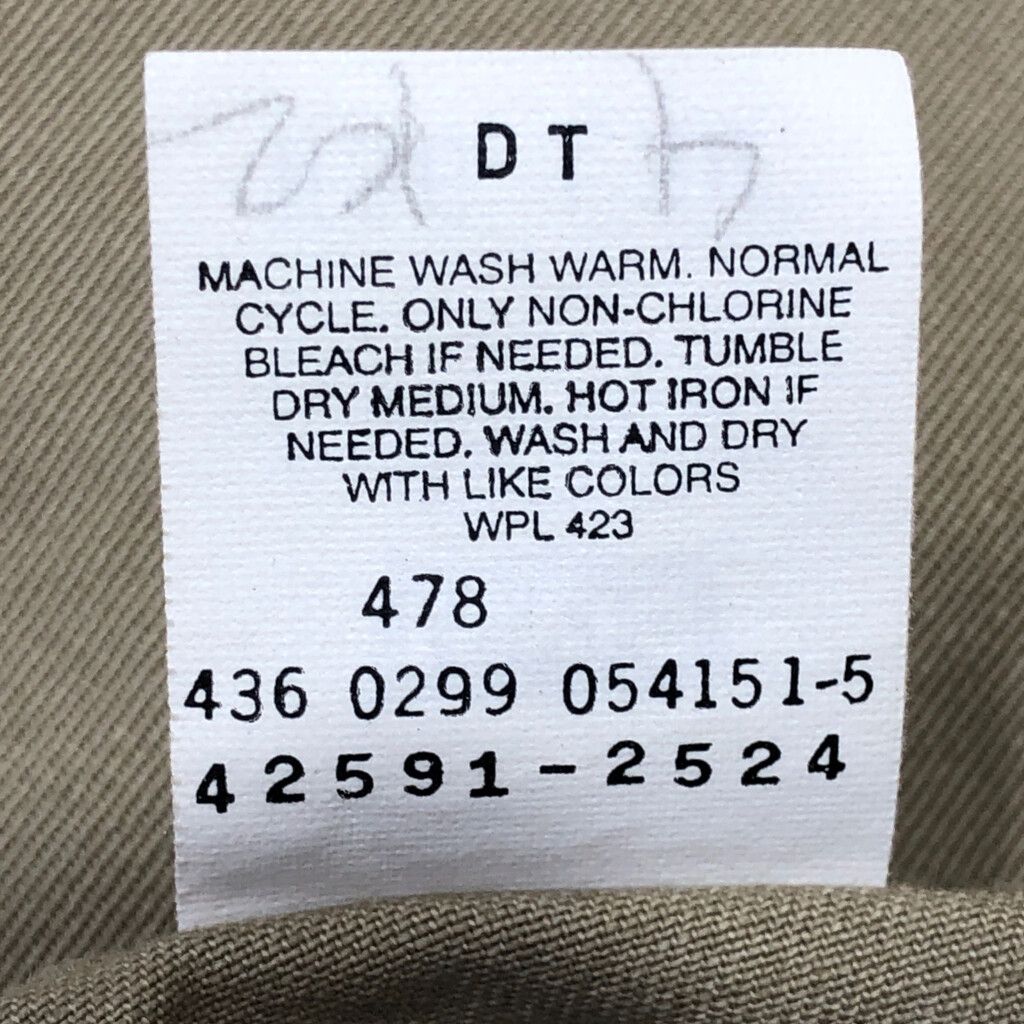 DT
MACHINE WASH WARM. NORMAL
CYCLE. ONLY NON-CHLORINE
BLEACH IF NEEDED. TUMBLE
DRY MEDIUM. HOT IRON IF
NEEDED. WASH AND DRY
WITH LIKE COLORS
WPL 423
478
436 0299 054151-5
42591-2524